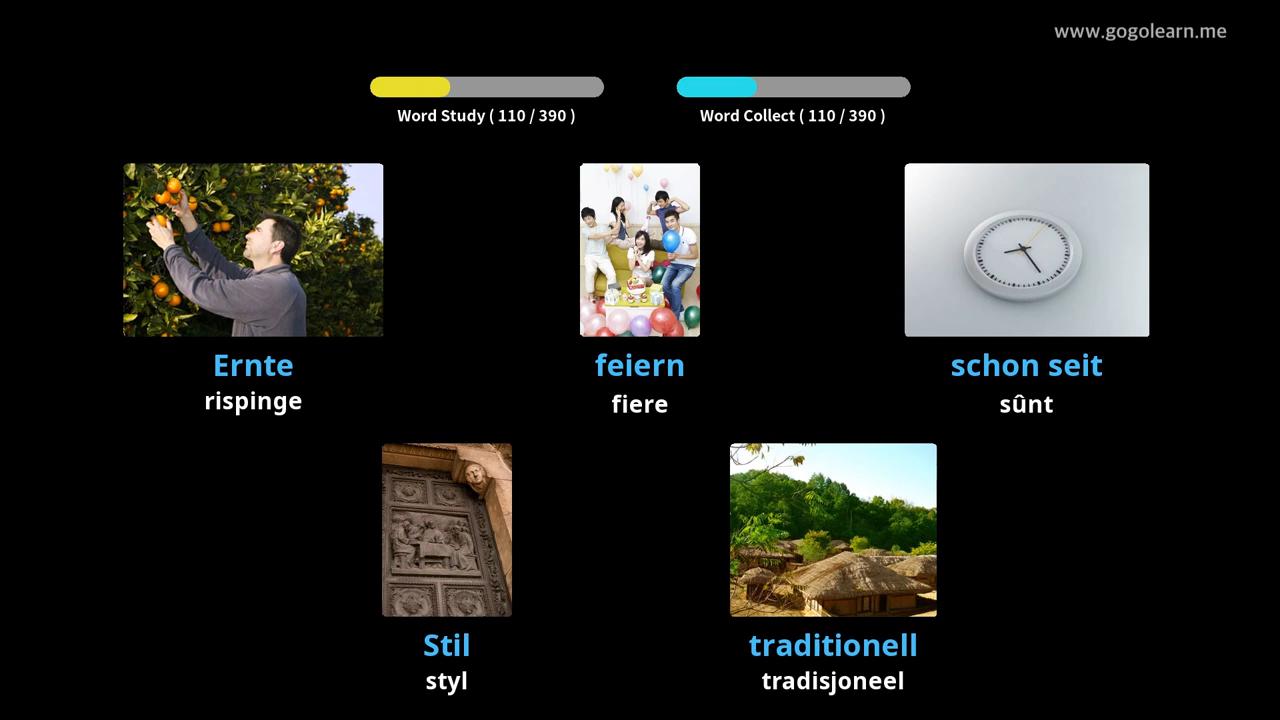 www.gogolearn.me
Word Study ( 110 / 390 )
Word Collect ( 110 / 390 )
Ernte
rispinge
feiern
fiere
schon seit
sûnt
Stil
styl
traditionell
tradisjoneel